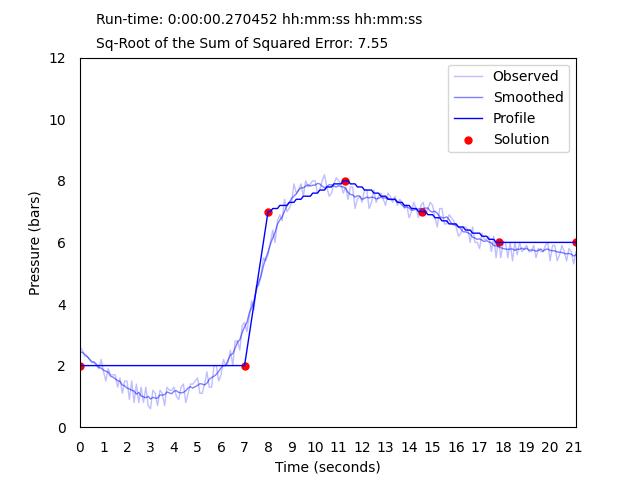 Run-time: 0:00:00.270452 hh:mm:ss hh:mm:ss
Sq-Root of the Sum of Squared Error: 7.55
12
10
8
6
4
2
0
Pressure (bars)
Observed
Smoothed
Profile
Solution
0 1 2 3 4 5 6 7 8 9 10 11 12 13 14 15 16 17 18 19 20 21
Time (seconds)